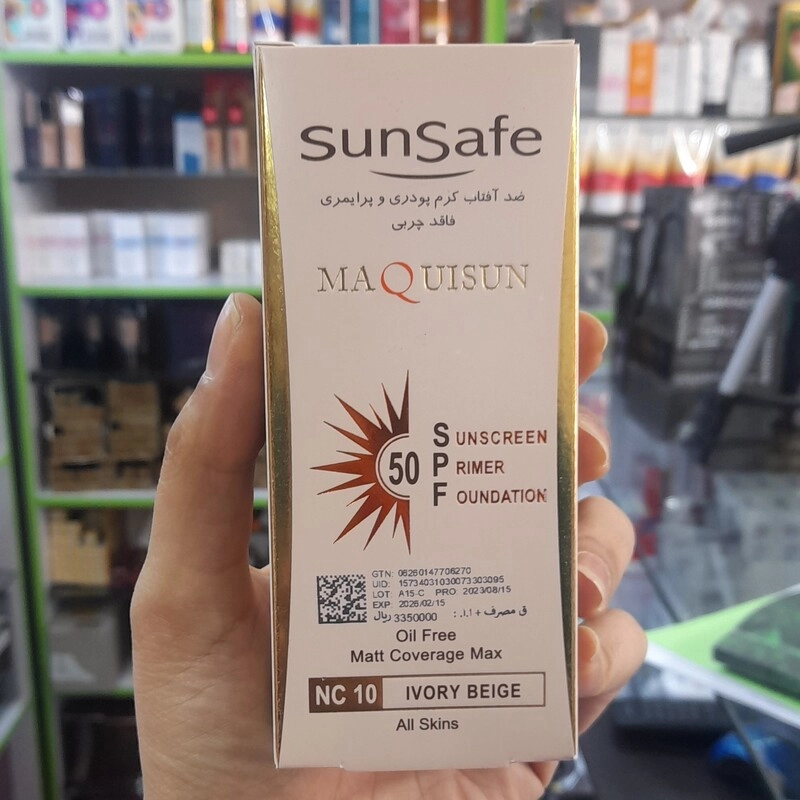 sunSafe
ضد آفتاب کرم پودری و پرایمری
فاقد چربی
MAQUISUN
50
SUNSCREEN
PRIMER
FOUNDATION
GTN: 06260147706270
UID: 15734031030073303095
LOT: A15-C PRO: 2023/08/15
EXP: 2026/02/15
ق مصرف + ا.ا. : 3350000 ریال
Oil Free
Matt Coverage Max
NC 10 IVORY BEIGE
All Skins